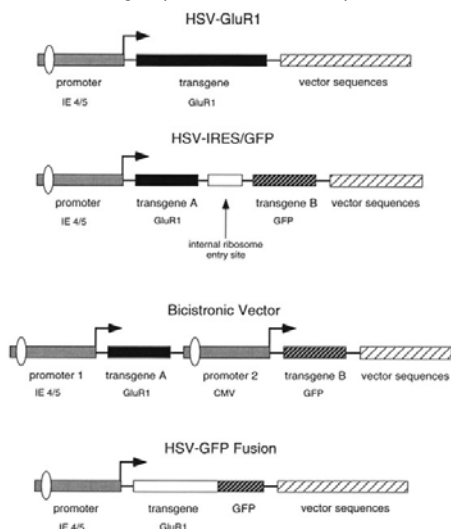 HSV-GluR1
promoter transgene vector sequences
IE 4/5 GluR1
HSV-IRES/GFP
promoter transgene A transgene B vector sequences
IE 4/5 GluR1 GFP
internal ribosome
entry site
Bicistronic Vector
promoter 1 transgene A promoter 2 transgene B vector sequences
IE 4/5 GluR1 CMV GFP
HSV-GFP Fusion
promoter transgene GFP vector sequences
IE 4/5 GluR1